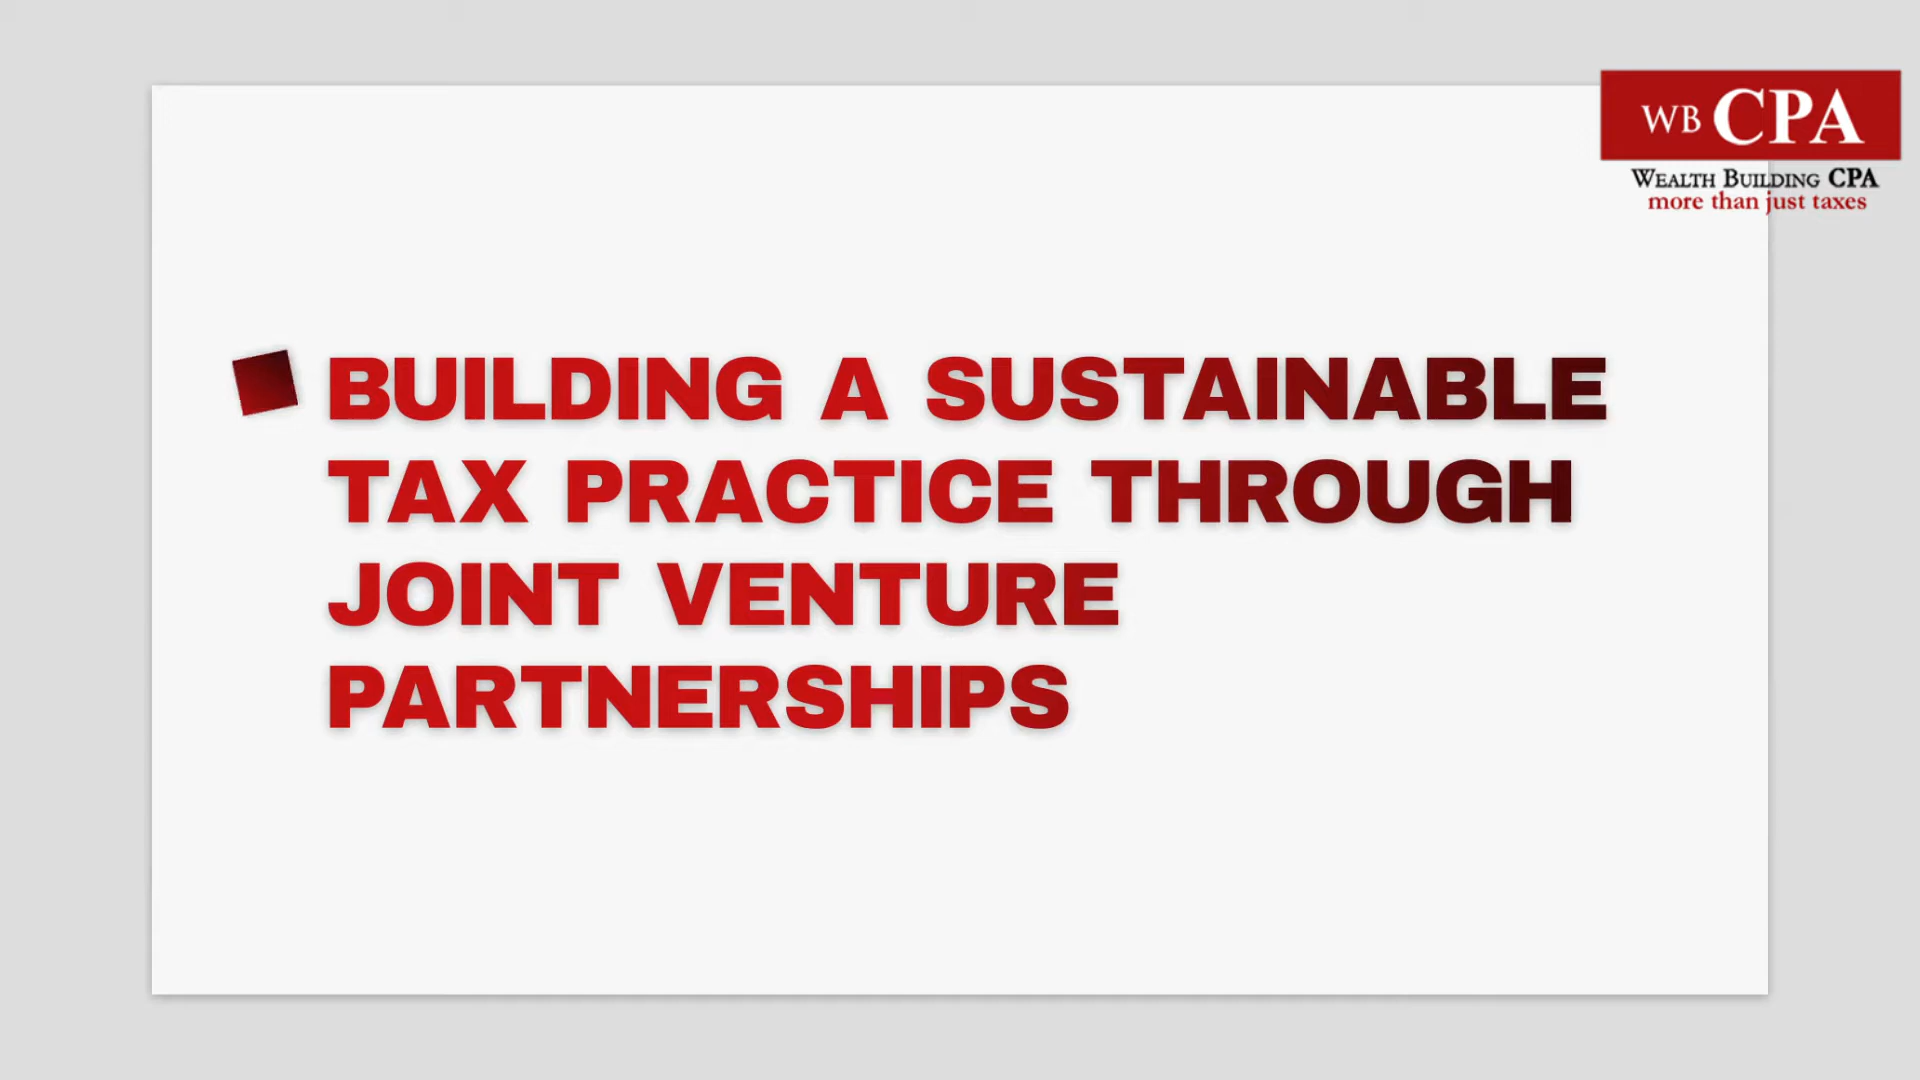 WB CPA
WEALTH BUILDING CPA
more than just taxes
BUILDING A SUSTAINABLE
TAX PRACTICE THROUGH
JOINT VENTURE
PARTNERSHIPS